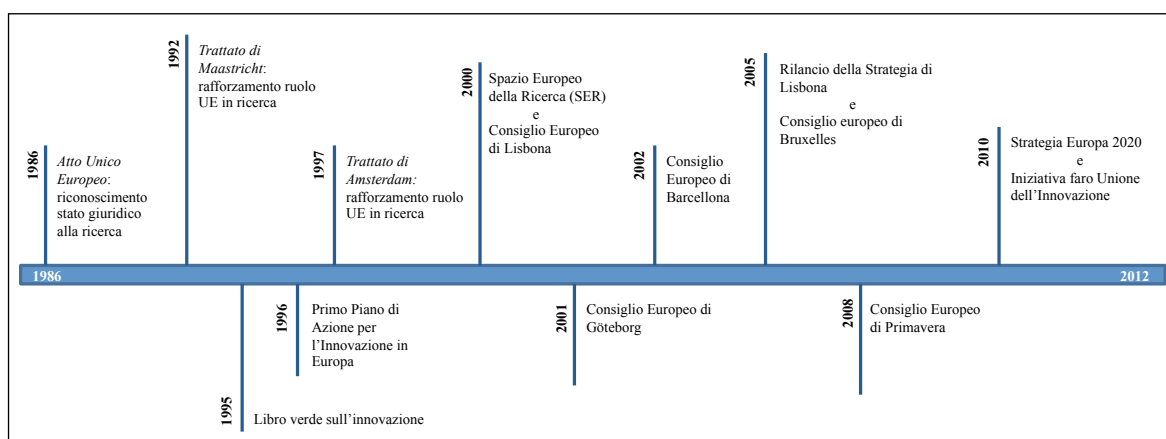 1986
Atto Unico
Europeo:
riconoscimento
stato giuridico
alla ricerca
1992
Trattato di
Maastricht:
rafforzamento ruolo
UE in ricerca
1997
Trattato di
Amsterdam:
rafforzamento ruolo
UE in ricerca
2000
Spazio Europeo
della Ricerca (SER)
e
Consiglio Europeo
di Lisbona
2002
Consiglio
Europeo di
Barcellona
2005
Rilancio della Strategia di
Lisbona
e
Consiglio europeo di
Bruxelles
2010
Strategia Europa 2020
e
Iniziativa faro Unione
dell’Innovazione
1986
2012
1995
Libro verde sull’innovazione
1996
Primo Piano di
Azione per
l’Innovazione in
Europa
2001
Consiglio Europeo di
Göteborg
2008
Consiglio Europeo
di Primavera